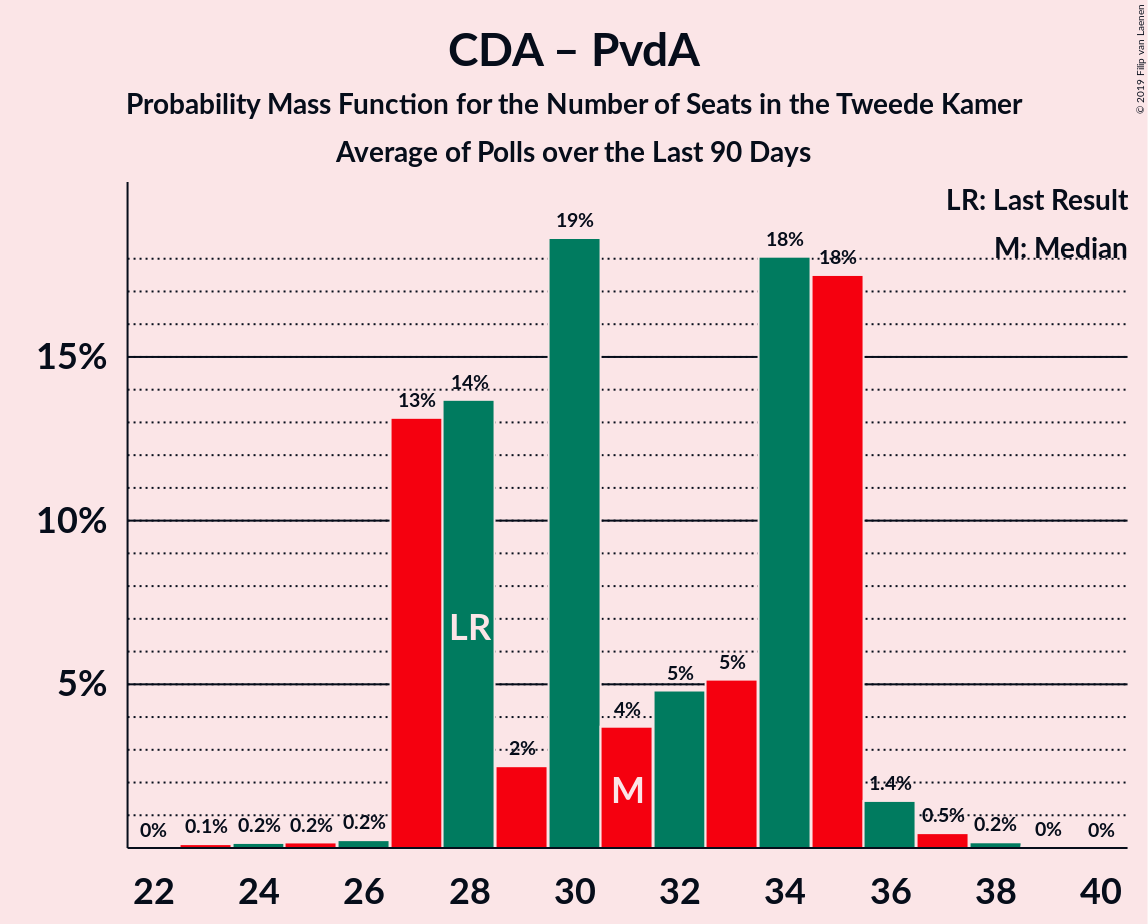 CDA – PvdA
Probability Mass Function for the Number of Seats in the Tweede Kamer
Average of Polls over the Last 90 Days
© 2019 Filip van Laenen
LR: Last Result
M: Median
15%
10%
5%
0%
0.1%
0.2%
0.2%
0.2%
13%
14%
2%
19%
4%
5%
5%
18%
18%
1.4%
0.5%
0.2%
0%
0%
LR
M
22 24 26 28 30 32 34 36 38 40